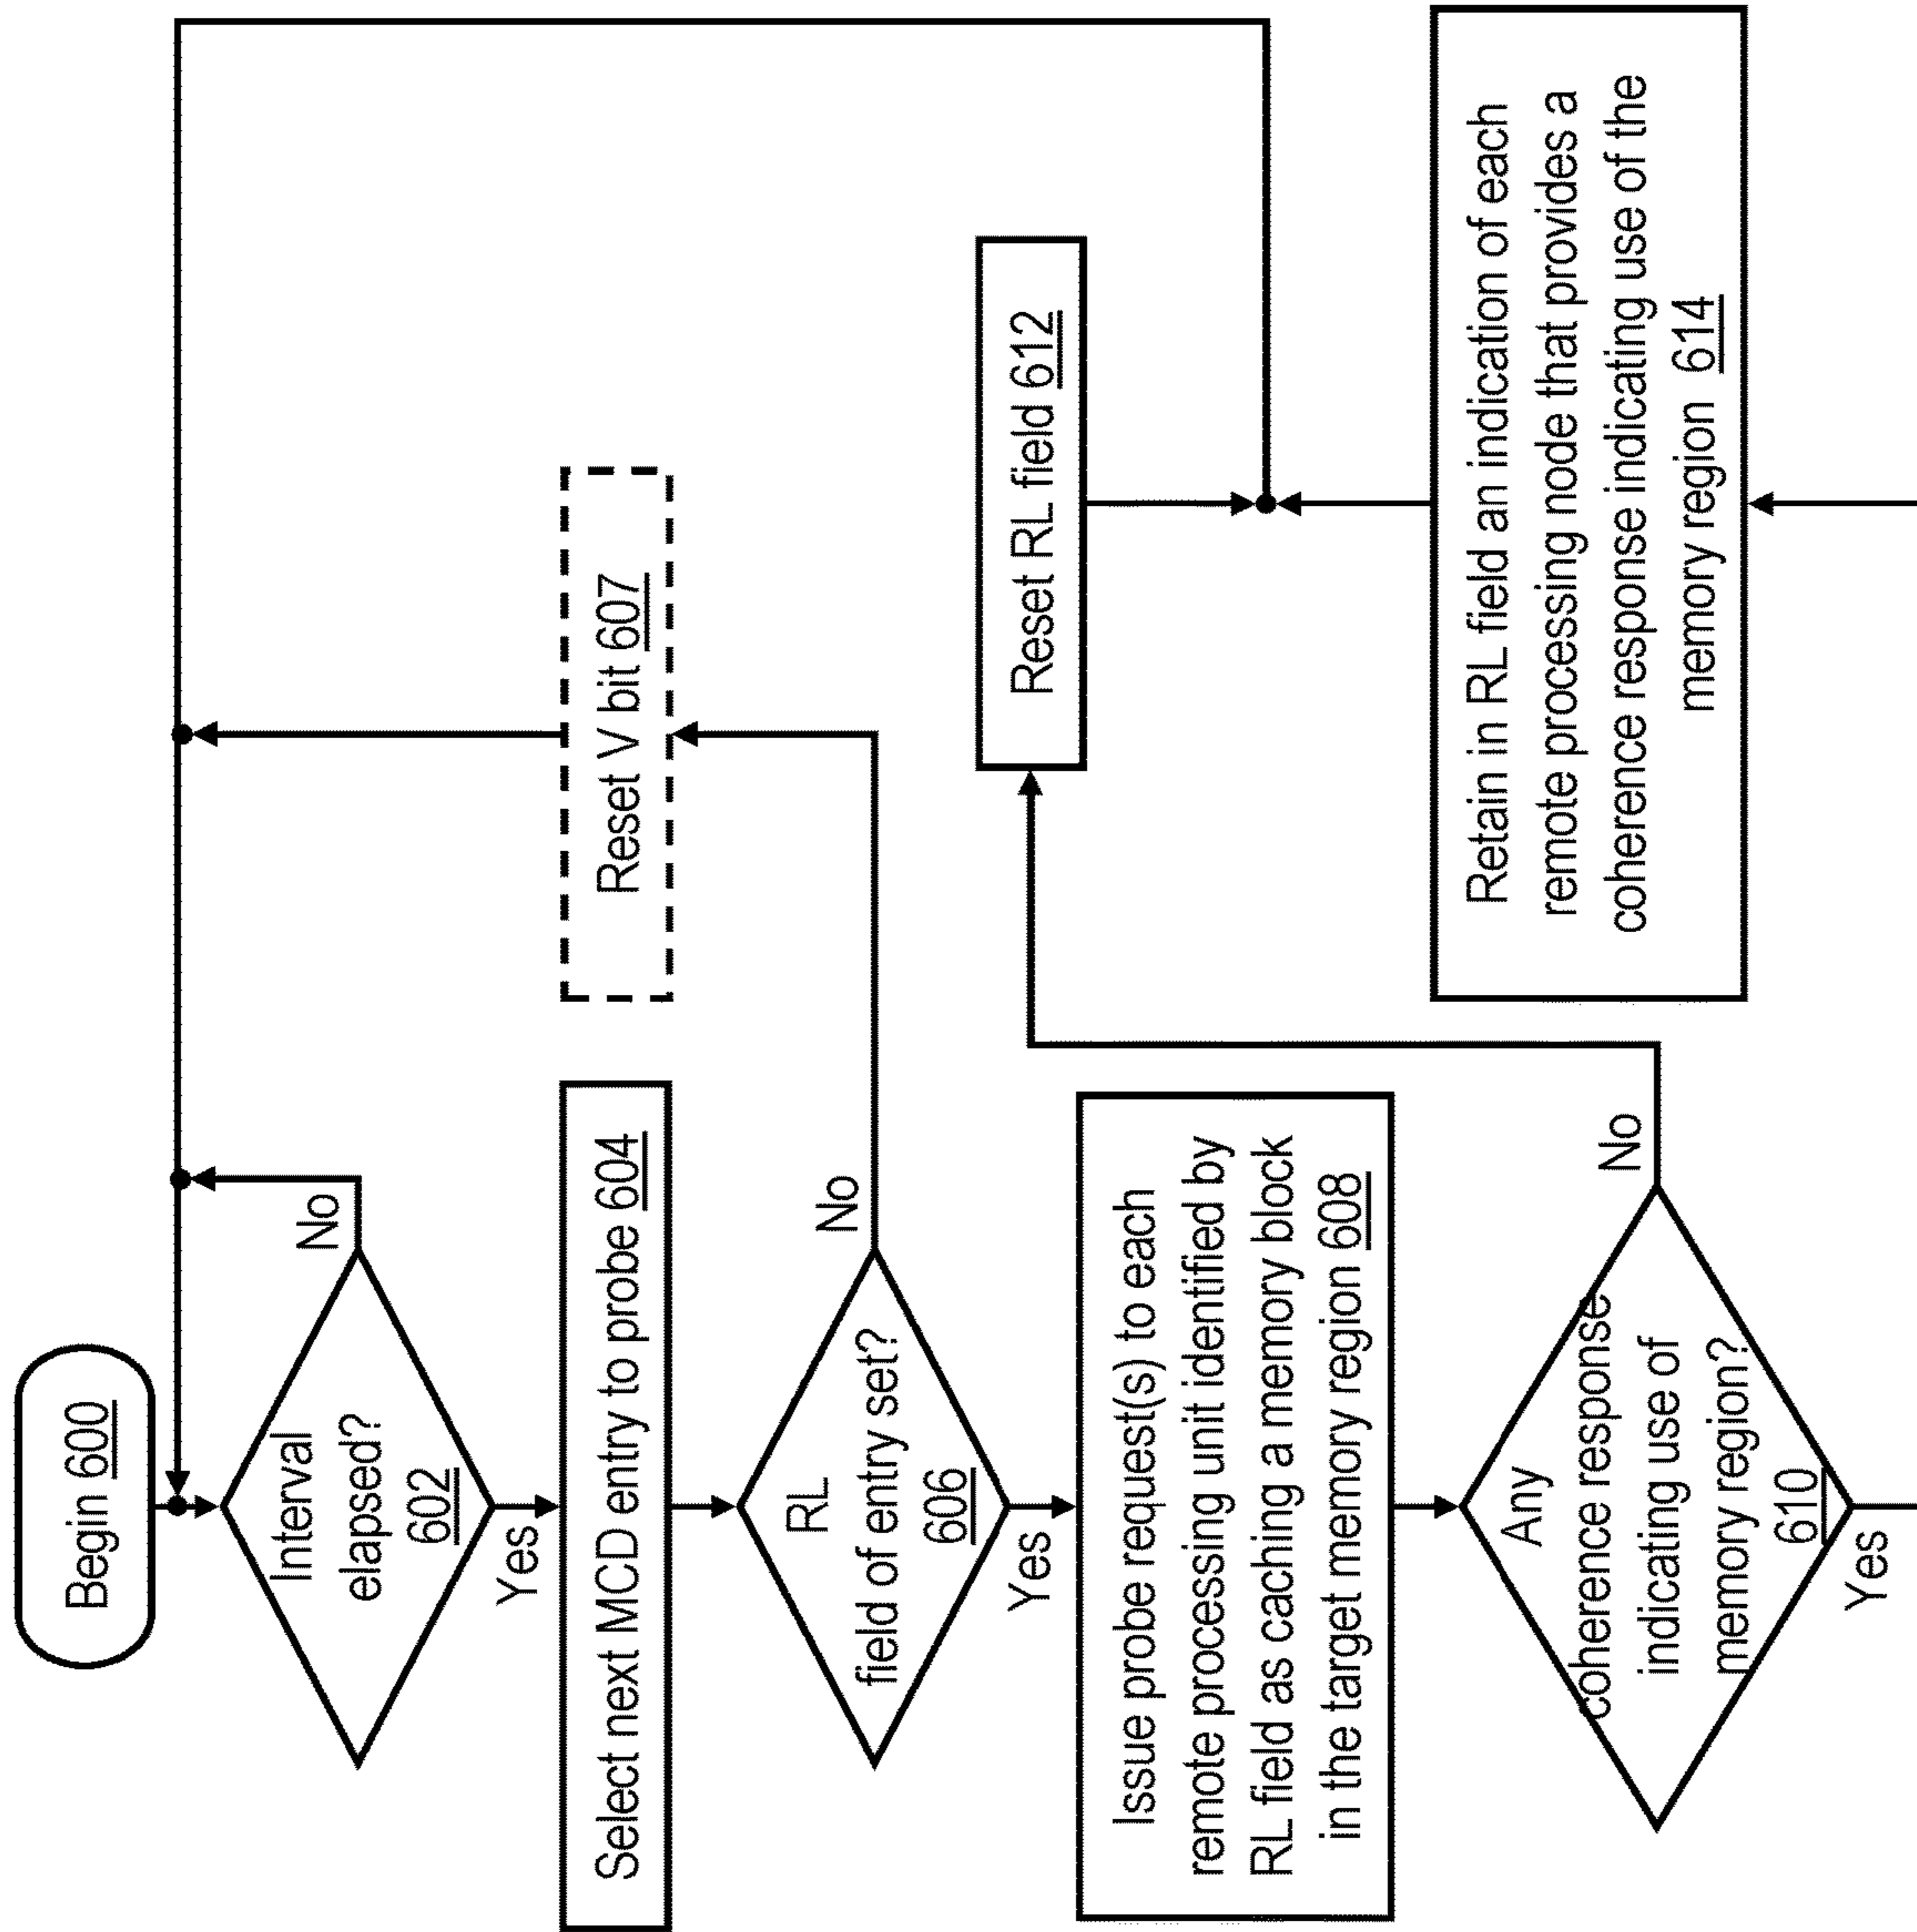 Begin 600
Interval
elapsed?
602
No
Yes
Select next MCD entry to probe 604
RL
field of entry set?
606
No
Yes
Reset V bit 607
Issue probe request(s) to each
remote processing unit identified by
RL field as caching a memory block
in the target memory region 608
Any
coherence response
indicating use of
memory region?
610
No
Yes
Reset RL field 612
Retain in RL field an indication of each
remote processing node that provides a
coherence response indicating use of the
memory region 614